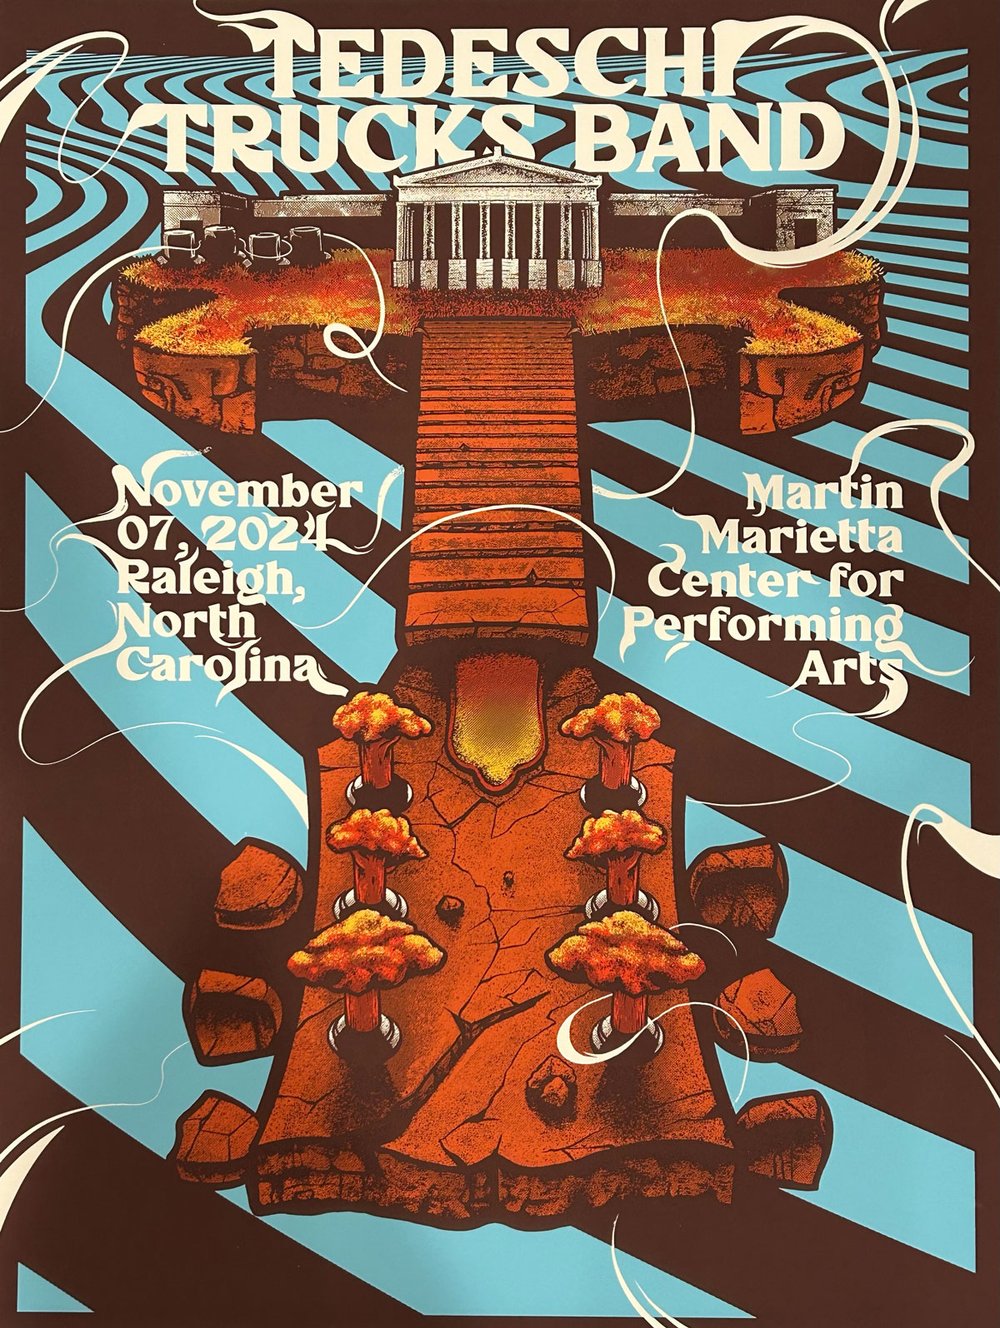 TEDESCHI
TRUCKS BAND
November
07, 2024
Raleigh,
North
Carolina
Martin
Marietta
Center for
Performing
Arts